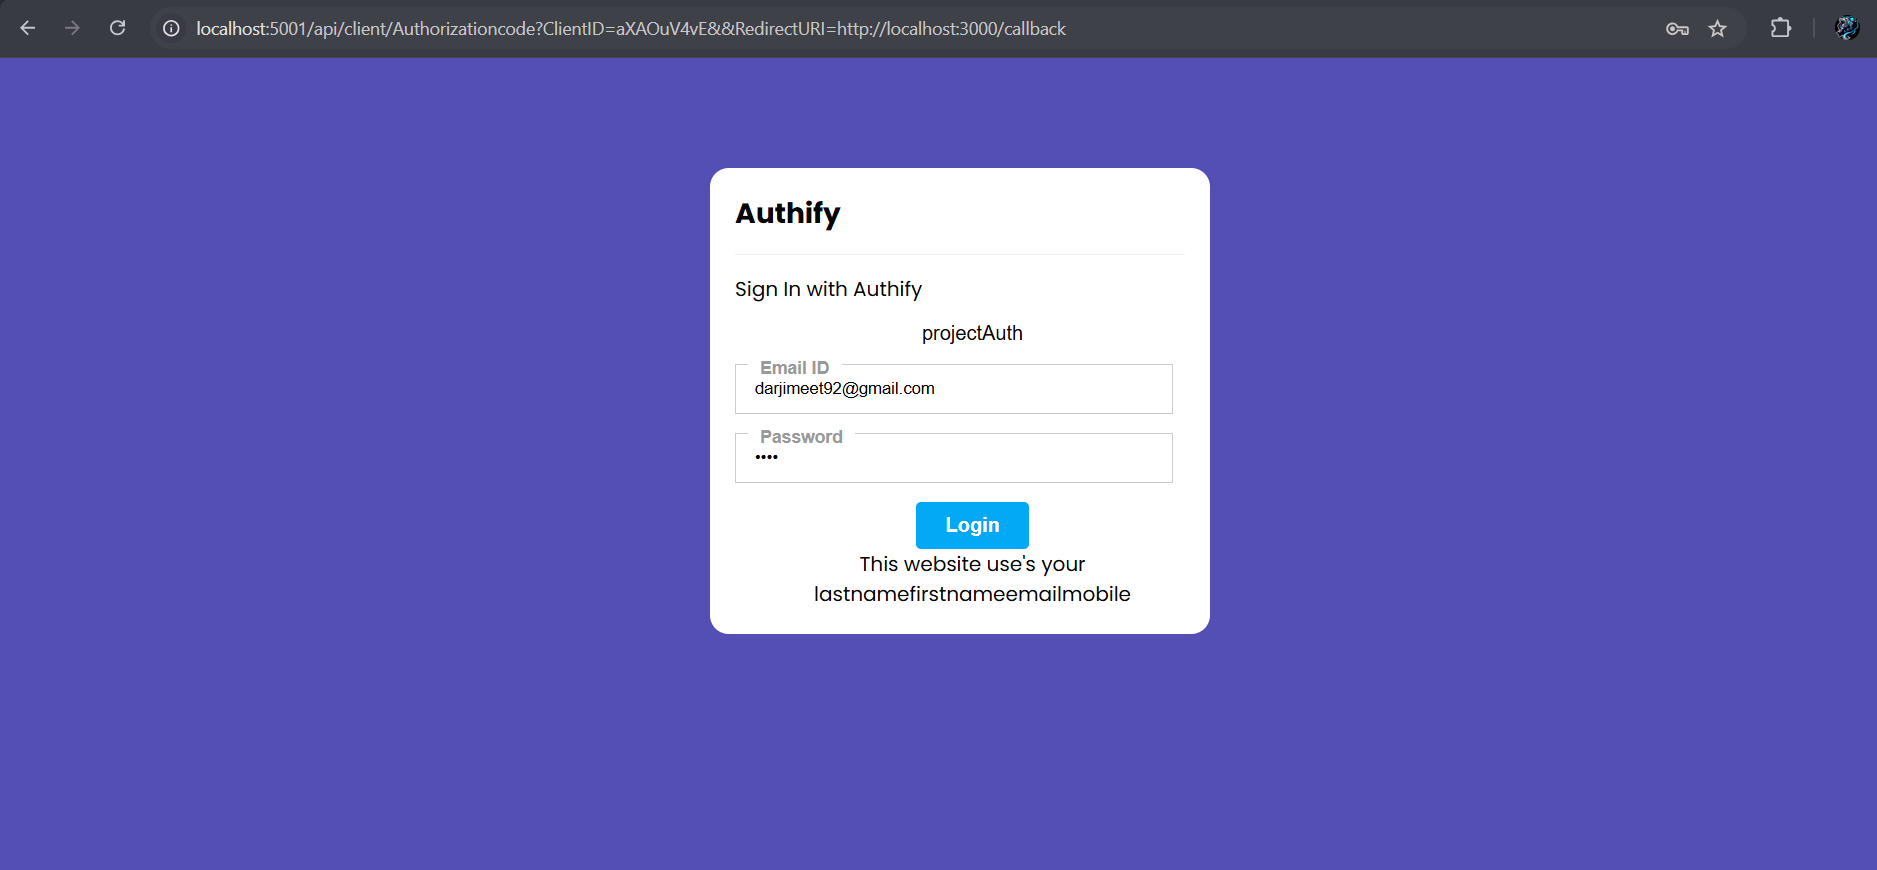 localhost:5001/api/client/Authorizationcode?ClientID=aXAOuV4vE&&RedirectURI=http://localhost:3000/callback
Authify
Sign In with Authify
projectAuth
Email ID
darjimeet92@gmail.com
Password
••••
Login
This website use's your
lastnamefirstnameemailmobile